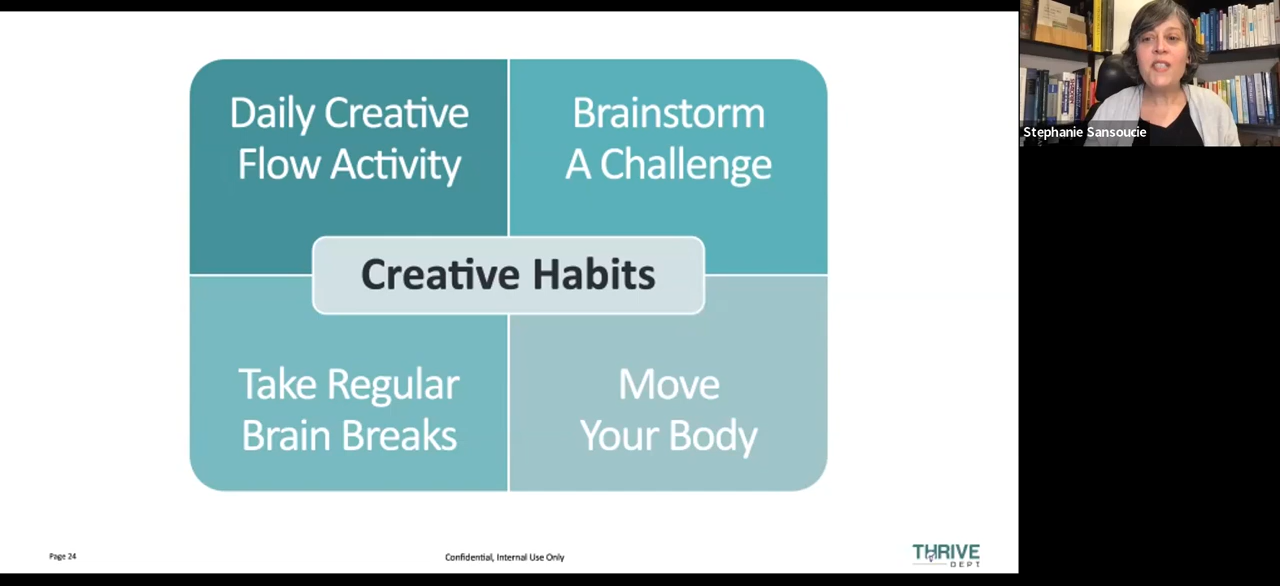 Daily Creative
Flow Activity
Brainstorm
A Challenge
Creative Habits
Take Regular
Brain Breaks
Move
Your Body
Page 24
Confidential, Internal Use Only
THRIVE
DEPT
Stephanie Sansoucie